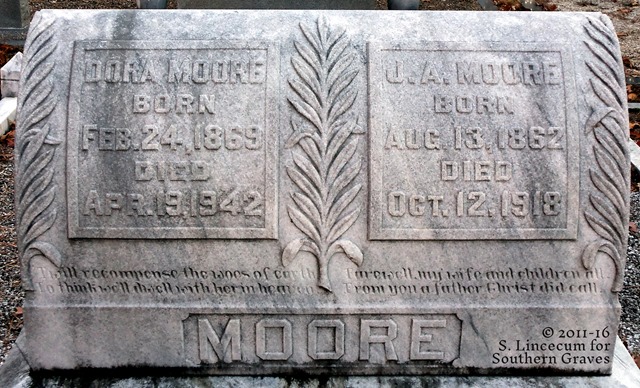 DORA MOORE
BORN
FEB. 24, 1869
DIED
APR. 19, 1942
J. A. MOORE
BORN
AUG. 13, 1862
DIED
OCT. 12, 1918
will recompense the woes of earth
To think we'll dwell with her in heaven
Farewell, my wife and children all
From you a father Christ did call.
MOORE
© 2011-16
S. Lincecum for
Southern Graves